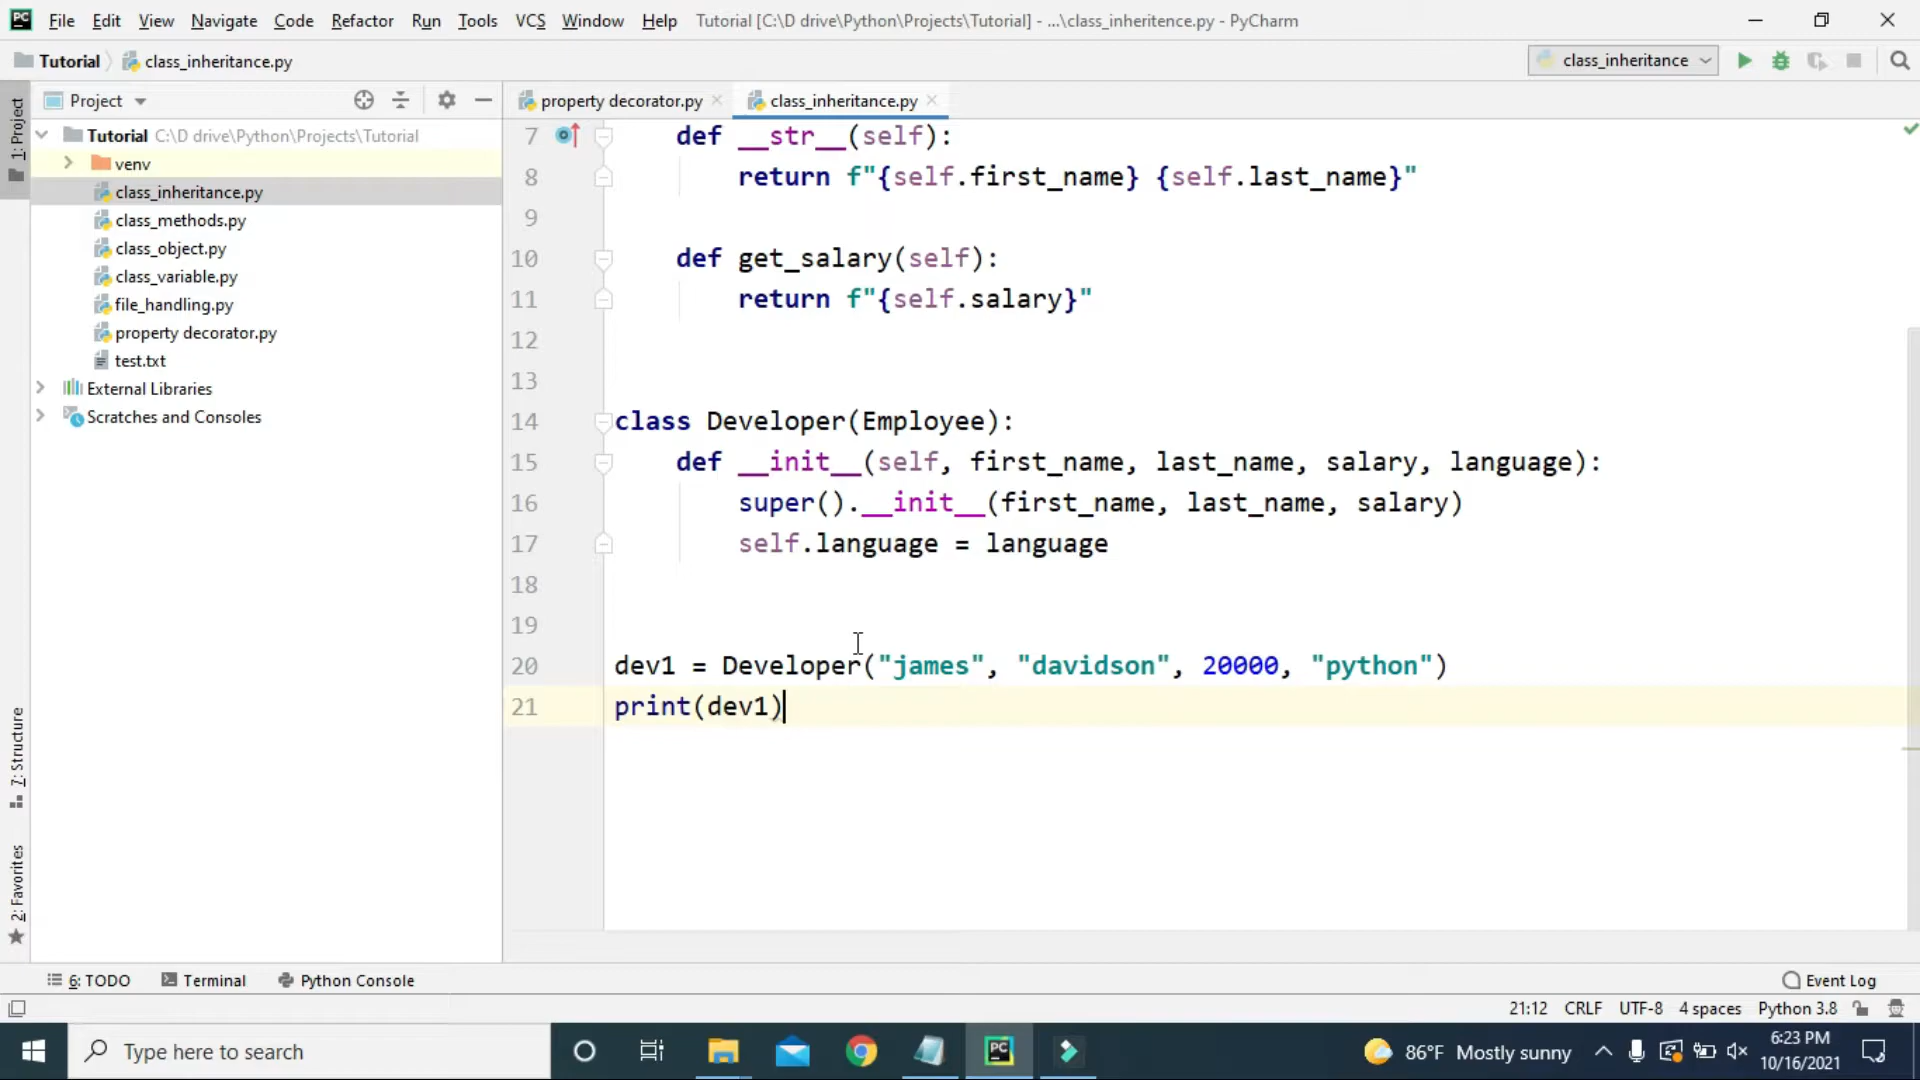 PC File Edit View Navigate Code Refactor Run Tools VCS Window Help Tutorial [C:\D drive\Python\Projects\Tutorial] - ...\class_inheritence.py - PyCharm
Tutorial class_inheritance.py class_inheritance
Project property decorator.py class_inheritance.py
1: Project
Tutorial C:\D drive\Python\Projects\Tutorial
venv
class_inheritance.py
class_methods.py
class_object.py
class_variable.py
file_handling.py
property decorator.py
test.txt
External Libraries
Scratches and Consoles
7: Structure
2: Favorites
7 def __str__(self):
8 return f"{self.first_name} {self.last_name}"
9
10 def get_salary(self):
11 return f"{self.salary}"
12
13
14 class Developer(Employee):
15 def __init__(self, first_name, last_name, salary, language):
16 super().__init__(first_name, last_name, salary)
17 self.language = language
18
19
20 dev1 = Developer("james", "davidson", 20000, "python")
21 print(dev1)
6: TODO Terminal Python Console Event Log
21:12 CRLF UTF-8 4 spaces Python 3.8
Type here to search PC 86°F Mostly sunny 6:23 PM
10/16/2021